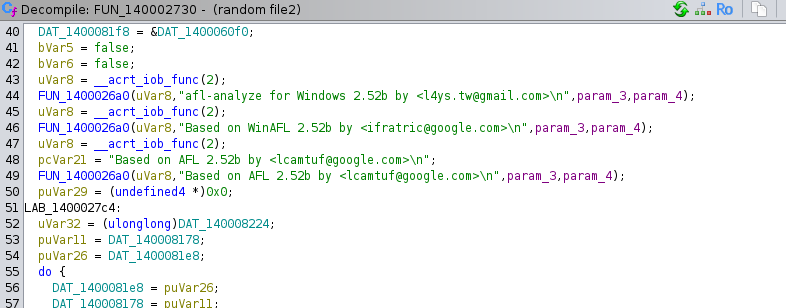 Decompile: FUN_140002730 - (random file2)
Ro
40 DAT_1400081f8 = &DAT_1400060f0;
41 bVar5 = false;
42 bVar6 = false;
43 uVar8 = __acrt_iob_func(2);
44 FUN_1400026a0(uVar8,"afl-analyze for Windows 2.52b by <l4ys.tw@gmail.com>\n",param_3,param_4);
45 uVar8 = __acrt_iob_func(2);
46 FUN_1400026a0(uVar8,"Based on WinAFL 2.52b by <ifratric@google.com>\n",param_3,param_4);
47 uVar8 = __acrt_iob_func(2);
48 pcVar21 = "Based on AFL 2.52b by <lcamtuf@google.com>\n";
49 FUN_1400026a0(uVar8,"Based on AFL 2.52b by <lcamtuf@google.com>\n",param_3,param_4);
50 puVar29 = (undefined4 *)0x0;
51 LAB_1400027c4:
52 uVar32 = (ulonglong)DAT_140008224;
53 puVar11 = DAT_140008178;
54 puVar26 = DAT_1400081e8;
55 do {
56 DAT_1400081e8 = puVar26;
57 DAT_140008178 = puVar11;